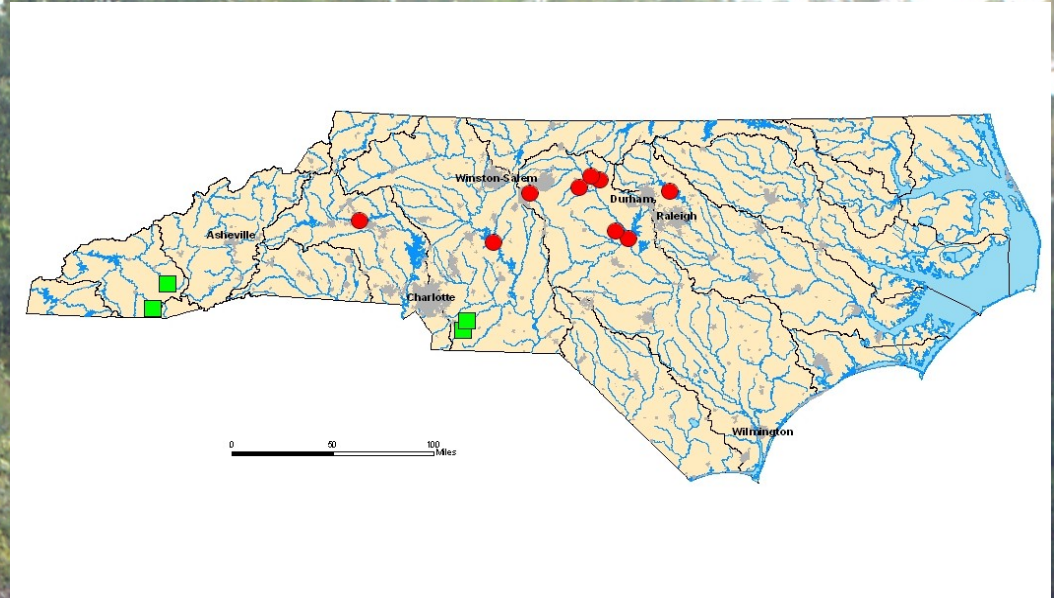 Winston-Salem
Durham
Raleigh
Asheville
Charlotte
Wilmington
0 50 100
Miles